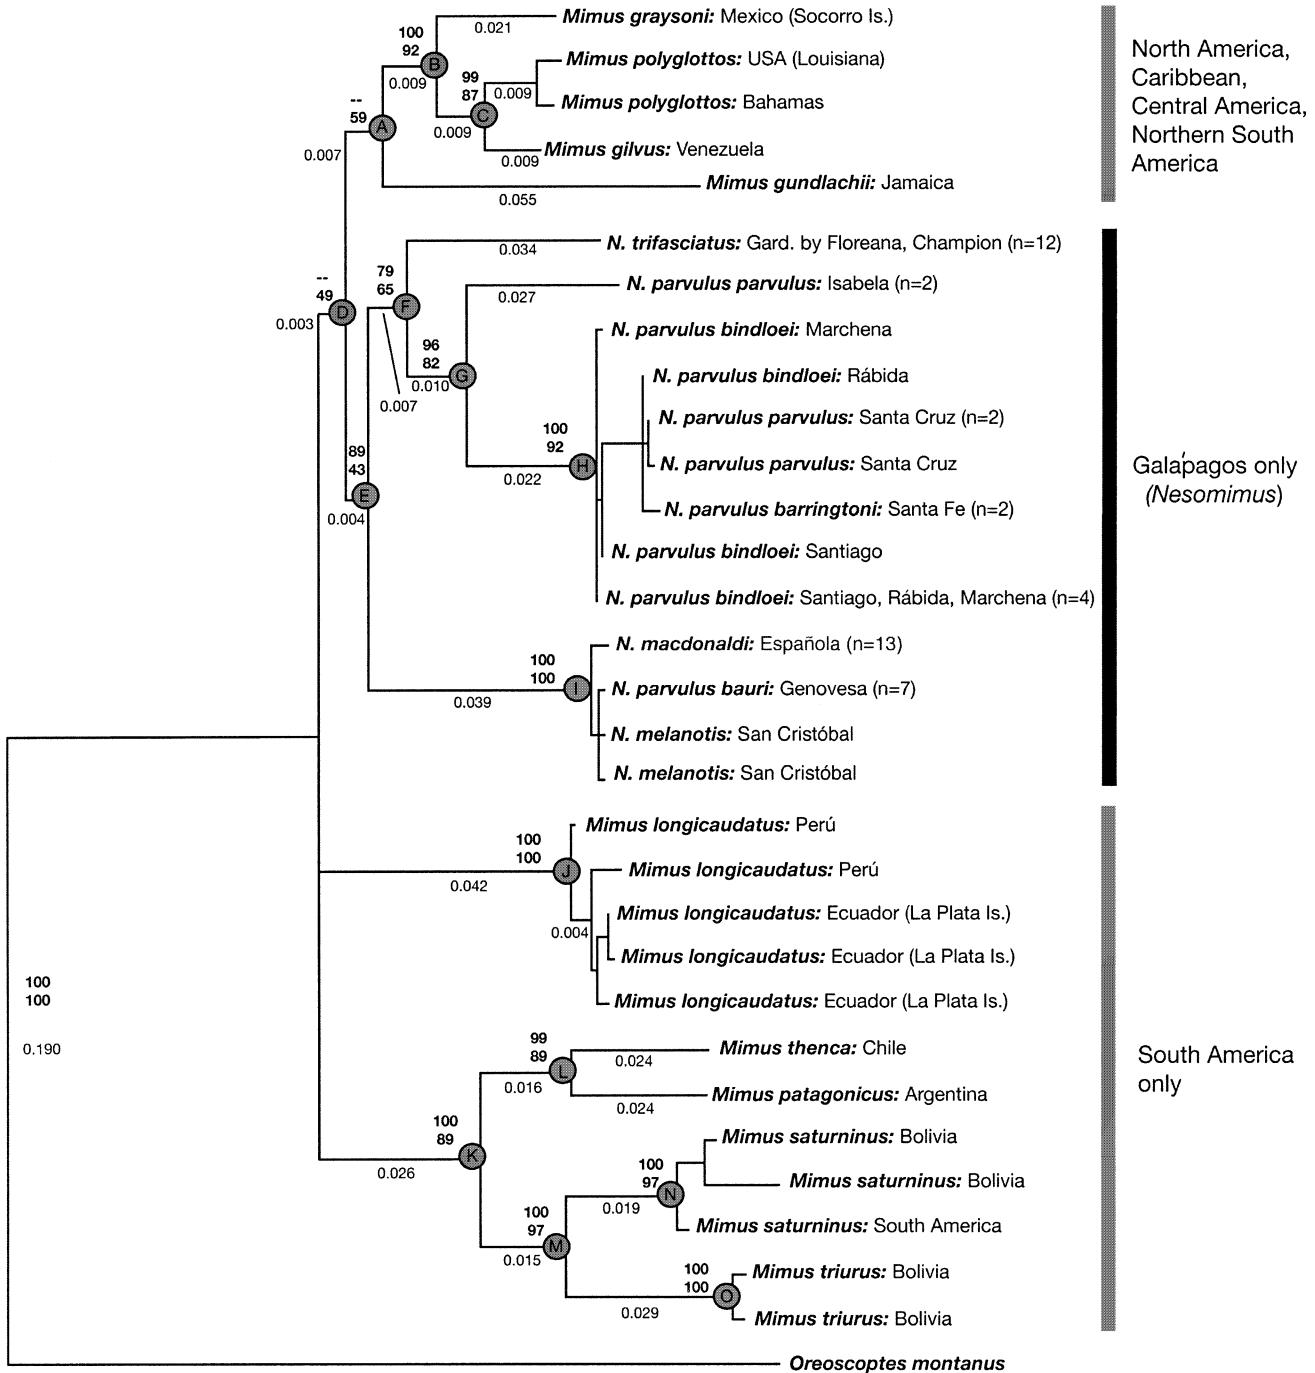 Mimus graysoni: Mexico (Socorro Is.)
0.021
100
92
B
0.009
Mimus polyglottos: USA (Louisiana)
99
87
0.009
C
Mimus polyglottos: Bahamas
0.009
Mimus gilvus: Venezuela
0.009
--
59
A
0.007
Mimus gundlachii: Jamaica
0.055
North America,
Caribbean,
Central America,
Northern South
America
N. trifasciatus: Gard. by Floreana, Champion (n=12)
0.034
--
49
D
0.003
79
65
F
0.007
N. parvulus parvulus: Isabela (n=2)
0.027
96
82
G
0.010
N. parvulus bindloei: Marchena
N. parvulus bindloei: Rábida
N. parvulus parvulus: Santa Cruz (n=2)
100
92
H
0.022
N. parvulus parvulus: Santa Cruz
89
43
E
0.004
N. parvulus barringtoni: Santa Fe (n=2)
N. parvulus bindloei: Santiago
N. parvulus bindloei: Santiago, Rábida, Marchena (n=4)
Galápagos only
(Nesomimus)
N. macdonaldi: Española (n=13)
100
100
I
0.039
N. parvulus bauri: Genovesa (n=7)
N. melanotis: San Cristóbal
N. melanotis: San Cristóbal
Mimus longicaudatus: Perú
100
100
J
0.042
Mimus longicaudatus: Perú
Mimus longicaudatus: Ecuador (La Plata Is.)
0.004
Mimus longicaudatus: Ecuador (La Plata Is.)
Mimus longicaudatus: Ecuador (La Plata Is.)
100
100
0.190
Mimus thenca: Chile
0.024
99
89
L
0.016
Mimus patagonicus: Argentina
0.024
South America
only
100
89
K
0.026
Mimus saturninus: Bolivia
100
97
N
0.019
Mimus saturninus: Bolivia
Mimus saturninus: South America
100
97
M
0.015
Mimus triurus: Bolivia
100
100
O
0.029
Mimus triurus: Bolivia
Oreoscoptes montanus